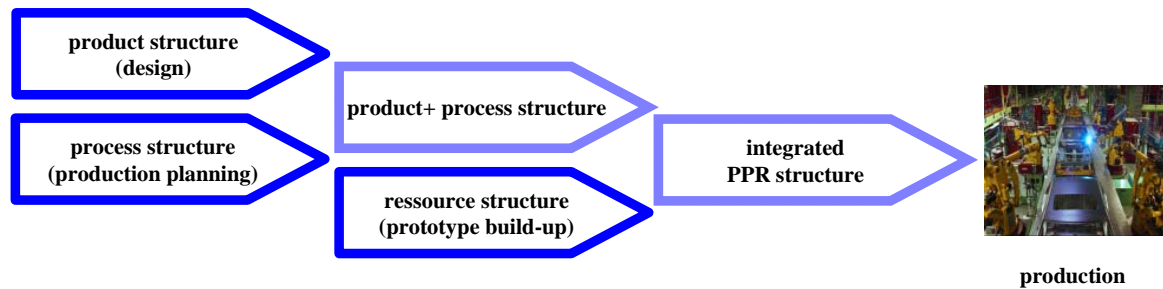 product structure
(design)
process structure
(production planning)
product+ process structure
ressource structure
(prototype build-up)
integrated
PPR structure
production